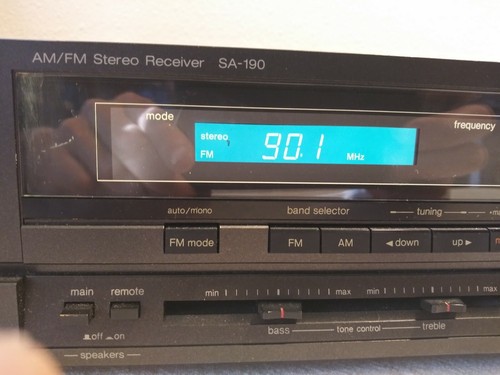 AM/FM Stereo Receiver SA-190
mode
frequency
stereo
FM 90.1 MHz
auto/mono band selector tuning
FM mode FM AM ◄down up►
main remote min max min max
off on bass tone control treble
speakers